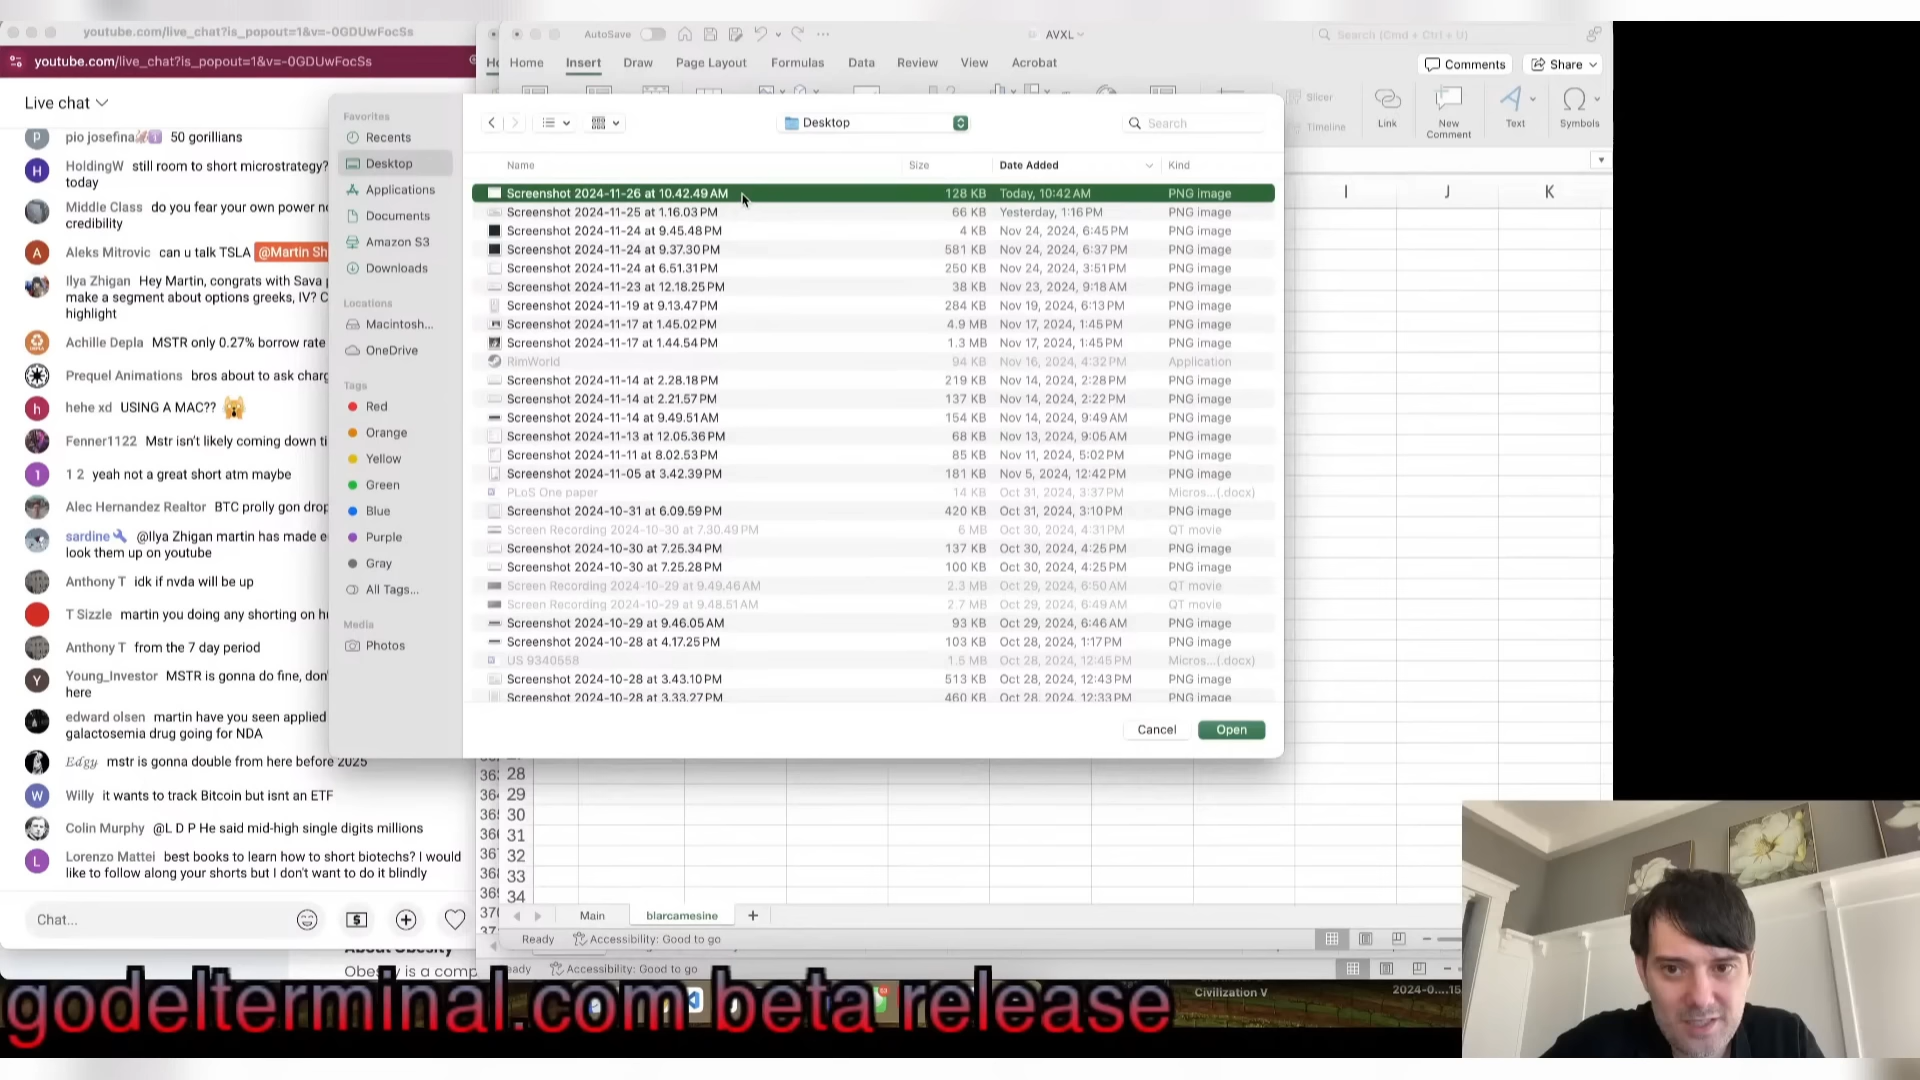 youtube.com/live_chat?is_popout=1&v=-0GDUwFocSs
youtube.com/live_chat?is_popout=1&v=-0GDUwFocSs
Live chat
pio josefina 50 gorillians
HoldingW still room to short microstrategy?
today
Middle Class do you fear your own power
credibility
Aleks Mitrovic can u talk TSLA @Martin Sh
Ilya Zhigan Hey Martin, congrats with Sava
make a segment about options greeks, IV?
highlight
Achille Depla MSTR only 0.27% borrow rate
Prequel Animations bros about to ask
hehe xd USING A MAC??
Fenner1122 Mstr isn't likely coming down
1 2 yeah not a great short atm maybe
Alec Hernandez Realtor BTC prolly gon
sardine @Ilya Zhigan martin has made
look them up on youtube
Anthony T idk if nvda will be up
T Sizzle martin you doing any shorting on
Anthony T from the 7 day period
Young_Investor MSTR is gonna do fine,
here
edward olsen martin have you seen applied
galactosemia drug going for NDA
Edgy mstr is gonna double from here before 2025
Willy it wants to track Bitcoin but isnt an ETF
Colin Murphy @L D P He said mid-high single digits millions
Lorenzo Mattei best books to learn how to short biotechs? I would
like to follow along your shorts but I don't want to do it blindly
Chat...
AutoSave AVXL Search (Cmd + Ctrl + U)
Home Insert Draw Page Layout Formulas Data Review View Acrobat Comments Share
Slicer
Timeline
Link New Comment Text Symbols
I J K
Favorites
Recents
Desktop
Applications
Documents
Amazon S3
Downloads
Locations
Macintosh...
OneDrive
Tags
Red
Orange
Yellow
Green
Blue
Purple
Gray
All Tags...
Media
Photos
Desktop Search
Name Size Date Added Kind
Screenshot 2024-11-26 at 10.42.49 AM 128 KB Today, 10:42 AM PNG image
Screenshot 2024-11-25 at 1.16.03 PM 66 KB Yesterday, 1:16 PM PNG image
Screenshot 2024-11-24 at 9.45.48 PM 4 KB Nov 24, 2024, 6:45 PM PNG image
Screenshot 2024-11-24 at 9.37.30 PM 581 KB Nov 24, 2024, 6:37 PM PNG image
Screenshot 2024-11-24 at 6.51.31 PM 250 KB Nov 24, 2024, 3:51 PM PNG image
Screenshot 2024-11-23 at 12.18.25 PM 38 KB Nov 23, 2024, 9:18 AM PNG image
Screenshot 2024-11-19 at 9.13.47 PM 284 KB Nov 19, 2024, 6:13 PM PNG image
Screenshot 2024-11-17 at 1.45.02 PM 4.9 MB Nov 17, 2024, 1:45 PM PNG image
Screenshot 2024-11-17 at 1.44.54 PM 1.3 MB Nov 17, 2024, 1:45 PM PNG image
RimWorld 94 KB Nov 16, 2024, 4:32 PM Application
Screenshot 2024-11-14 at 2.28.18 PM 219 KB Nov 14, 2024, 2:28 PM PNG image
Screenshot 2024-11-14 at 2.21.57 PM 137 KB Nov 14, 2024, 2:22 PM PNG image
Screenshot 2024-11-14 at 9.49.51 AM 154 KB Nov 14, 2024, 9:49 AM PNG image
Screenshot 2024-11-13 at 12.05.36 PM 68 KB Nov 13, 2024, 9:05 AM PNG image
Screenshot 2024-11-11 at 8.02.53 PM 85 KB Nov 11, 2024, 5:02 PM PNG image
Screenshot 2024-11-05 at 3.42.39 PM 181 KB Nov 5, 2024, 12:42 PM PNG image
PLoS One paper 14 KB Oct 31, 2024, 3:37 PM Micros...(.docx)
Screenshot 2024-10-31 at 6.09.59 PM 420 KB Oct 31, 2024, 3:10 PM PNG image
Screen Recording 2024-10-30 at 7.30.49 PM 6 MB Oct 30, 2024, 4:31 PM QT movie
Screenshot 2024-10-30 at 7.25.34 PM 137 KB Oct 30, 2024, 4:25 PM PNG image
Screenshot 2024-10-30 at 7.25.28 PM 100 KB Oct 30, 2024, 4:25 PM PNG image
Screen Recording 2024-10-29 at 9.49.46 AM 2.3 MB Oct 29, 2024, 6:50 AM QT movie
Screen Recording 2024-10-29 at 9.48.51 AM 2.7 MB Oct 29, 2024, 6:49 AM QT movie
Screenshot 2024-10-29 at 9.46.05 AM 93 KB Oct 29, 2024, 6:46 AM PNG image
Screenshot 2024-10-28 at 4.17.25 PM 103 KB Oct 28, 2024, 1:17 PM PNG image
US 9340558 1.5 MB Oct 28, 2024, 12:45 PM Micros...(.docx)
Screenshot 2024-10-28 at 3.43.10 PM 513 KB Oct 28, 2024, 12:43 PM PNG image
Screenshot 2024-10-28 at 3.33.27 PM 460 KB Oct 28, 2024, 12:33 PM PNG image
Cancel Open
28
29
30
31
32
33
34
Main blarcamesine
Ready Accessibility: Good to go
Accessibility: Good to go
About Obesity
Civilization V
godelterminal.com beta release